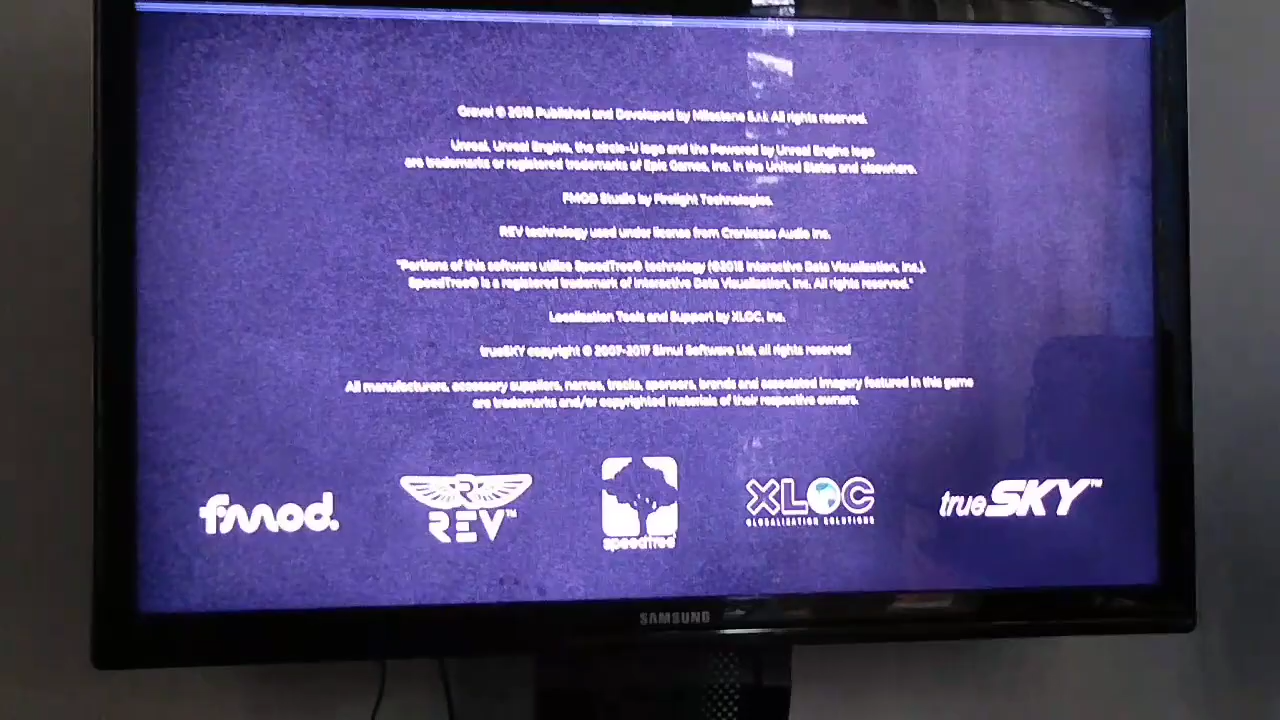 Gravel © 2018 Published and Developed by Milestone S.r.l. All rights reserved.
Unreal, Unreal Engine, the circle-U logo and the Powered by Unreal Engine logo
are trademarks or registered trademarks of Epic Games, Inc. in the United States and elsewhere.
FMOD Studio by Firelight Technologies.
REV technology used under license from Crankcase Audio Inc.
"Portions of this software utilize SpeedTree® technology (©2015 Interactive Data Visualization, Inc.).
SpeedTree® is a registered trademark of Interactive Data Visualization, Inc. All rights reserved."
Localization Tools and Support by XLOC, Inc.
trueSKY copyright © 2007-2017 Simul Software Ltd, all rights reserved
All manufacturers, accessory suppliers, names, tracks, sponsors, brands and associated imagery featured in this game
are trademarks and/or copyrighted materials of their respective owners.
fmod.
R
REV™
SpeedTree
XLOC
GLOBALIZATION SOLUTIONS
trueSKY™
SAMSUNG